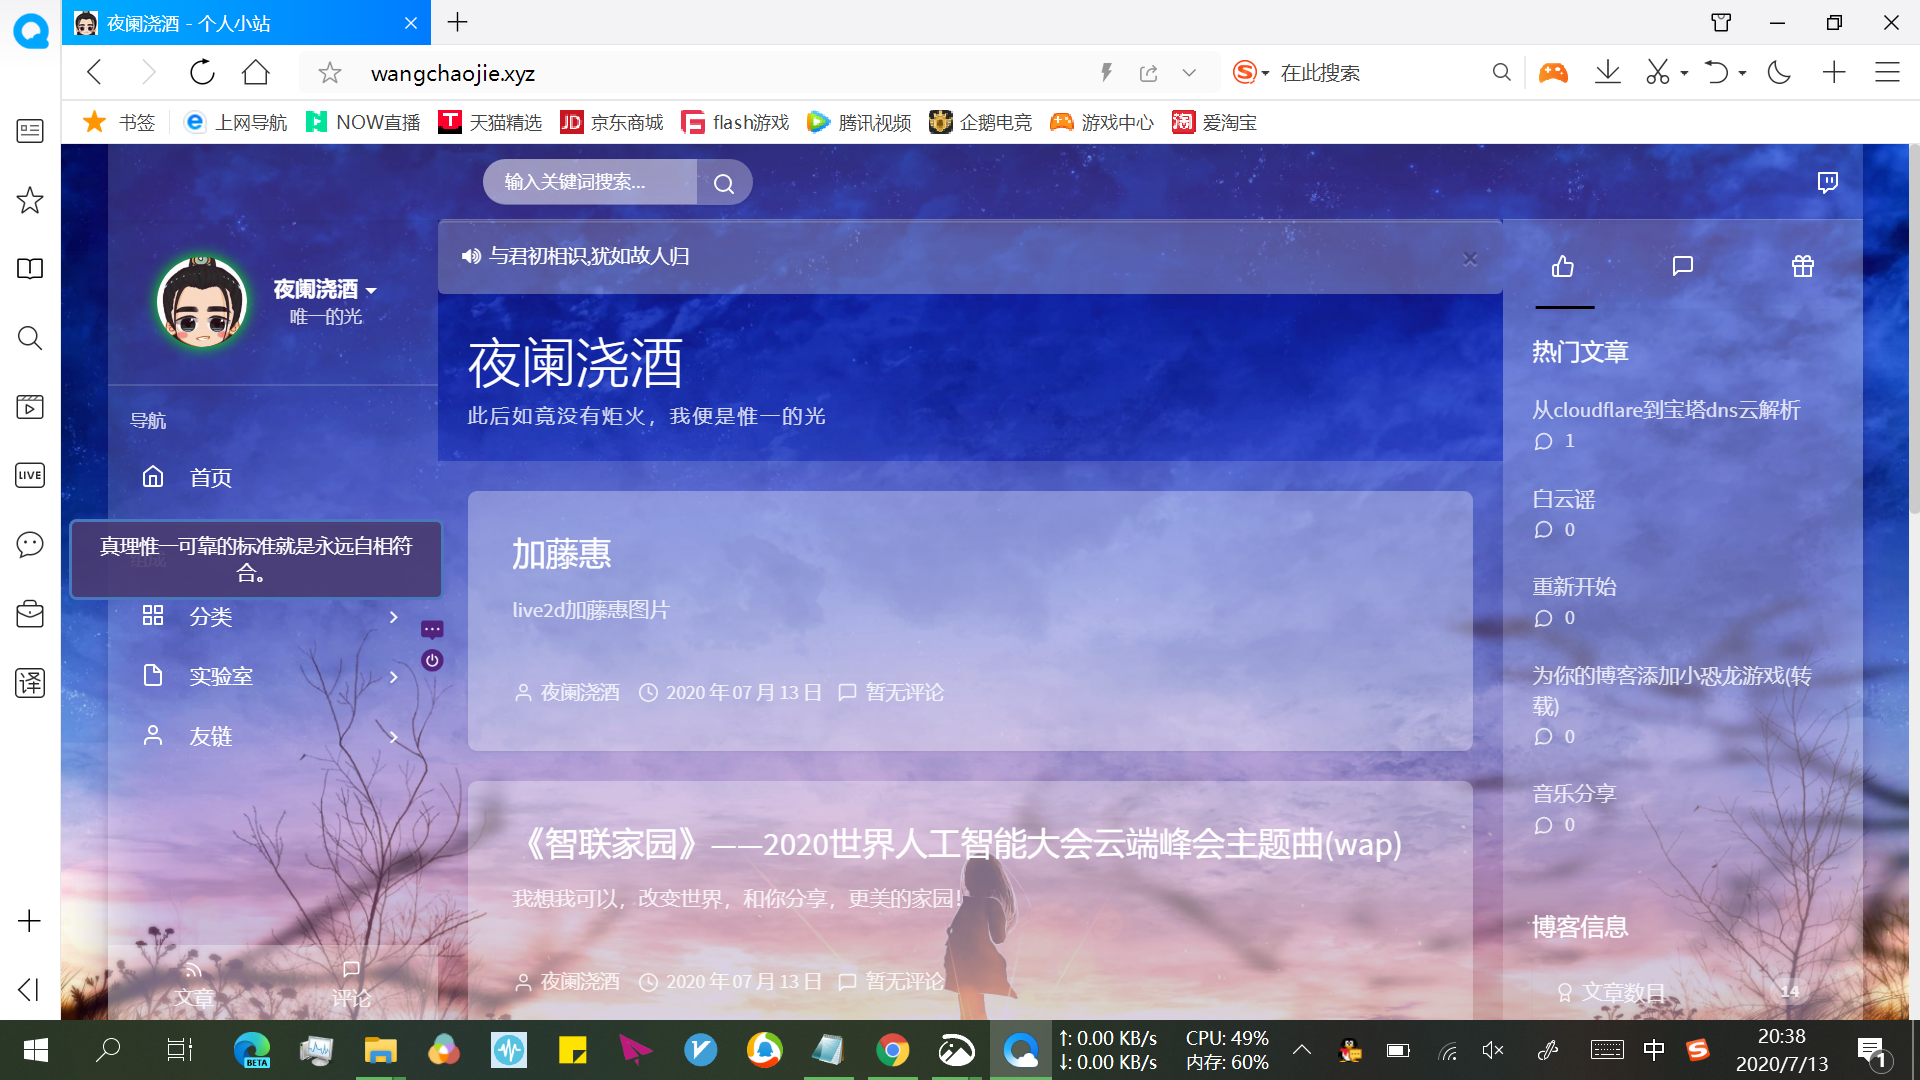 夜阑浇酒 - 个人小站
wangchaojie.xyz
在此搜索
书签
上网导航
NOW直播
天猫精选
京东商城
flash游戏
腾讯视频
企鹅电竞
游戏中心
爱淘宝
LIVE
译
输入关键词搜索...
与君初相识,犹如故人归
夜阑浇酒
唯一的光
夜阑浇酒
此后如竟没有炬火，我便是惟一的光
导航
首页
真理惟一可靠的标准就是永远自相符
合。
组成
分类
实验室
友链
文章
评论
加藤惠
live2d加藤惠图片
夜阑浇酒 2020 年 07 月 13 日 暂无评论
《智联家园》——2020世界人工智能大会云端峰会主题曲(wap)
我想我可以，改变世界，和你分享，更美的家园!
夜阑浇酒 2020 年 07 月 13 日 暂无评论
热门文章
从cloudflare到宝塔dns云解析
1
白云谣
0
重新开始
0
为你的博客添加小恐龙游戏(转
载)
0
音乐分享
0
博客信息
文章数目 14
BETA
↑: 0.00 KB/s
↓: 0.00 KB/s
CPU: 49%
内存: 60%
中
20:38
2020/7/13
1